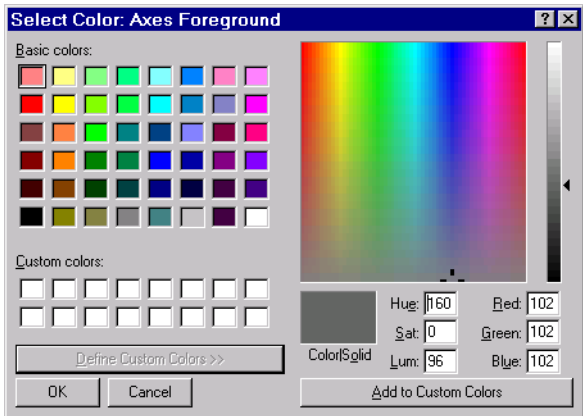 Select Color: Axes Foreground
Basic colors:
Custom colors:
Define Custom Colors >>
OK Cancel
Hue: 160 Red: 102
Sat: 0 Green: 102
Color|Solid Lum: 96 Blue: 102
Add to Custom Colors